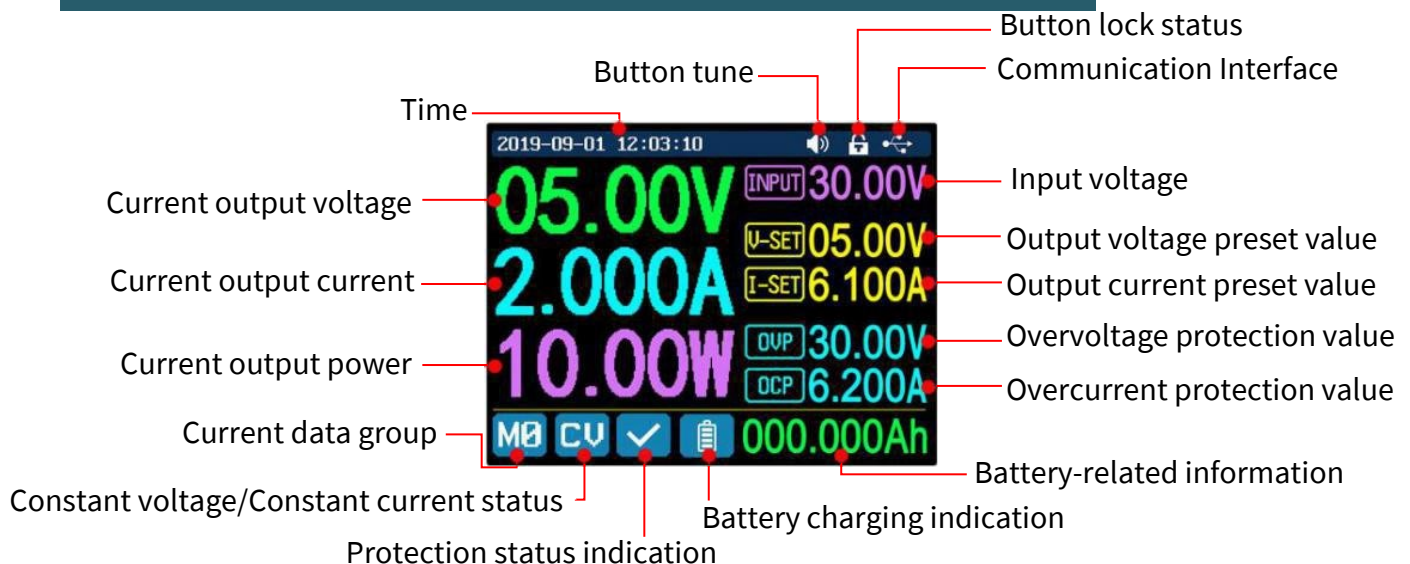 Button lock status
Button tune
Communication Interface
Time
2019-09-01 12:03:10
Current output voltage
05.00V
INPUT 30.00V
Input voltage
V-SET 05.00V
Output voltage preset value
Current output current
2.000A
I-SET 6.100A
Output current preset value
Current output power
10.00W
OVP 30.00V
Overvoltage protection value
OCP 6.200A
Overcurrent protection value
Current data group
M0 CV 000.000Ah
Battery-related information
Constant voltage/Constant current status
Battery charging indication
Protection status indication